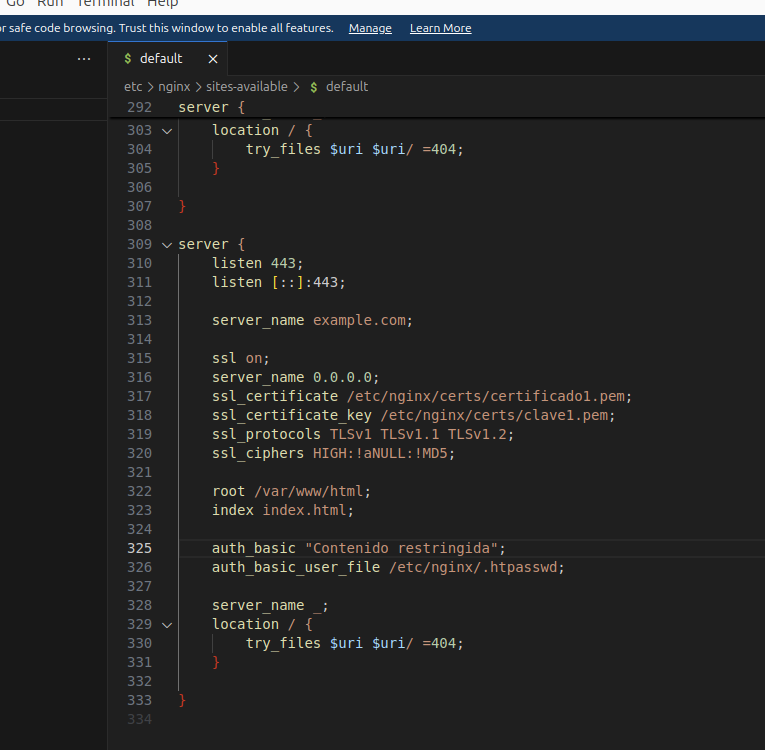 Go Run Terminal Help
or safe code browsing. Trust this window to enable all features. Manage Learn More
... $ default ×
etc > nginx > sites-available > $ default
292 server {
303 location / {
304 try_files $uri $uri/ =404;
305 }
306
307 }
308
309 server {
310 listen 443;
311 listen [::]:443;
312
313 server_name example.com;
314
315 ssl on;
316 server_name 0.0.0.0;
317 ssl_certificate /etc/nginx/certs/certificado1.pem;
318 ssl_certificate_key /etc/nginx/certs/clave1.pem;
319 ssl_protocols TLSv1 TLSv1.1 TLSv1.2;
320 ssl_ciphers HIGH:!aNULL:!MD5;
321
322 root /var/www/html;
323 index index.html;
324
325 auth_basic "Contenido restringida";
326 auth_basic_user_file /etc/nginx/.htpasswd;
327
328 server_name _;
329 location / {
330 try_files $uri $uri/ =404;
331 }
332
333 }
334